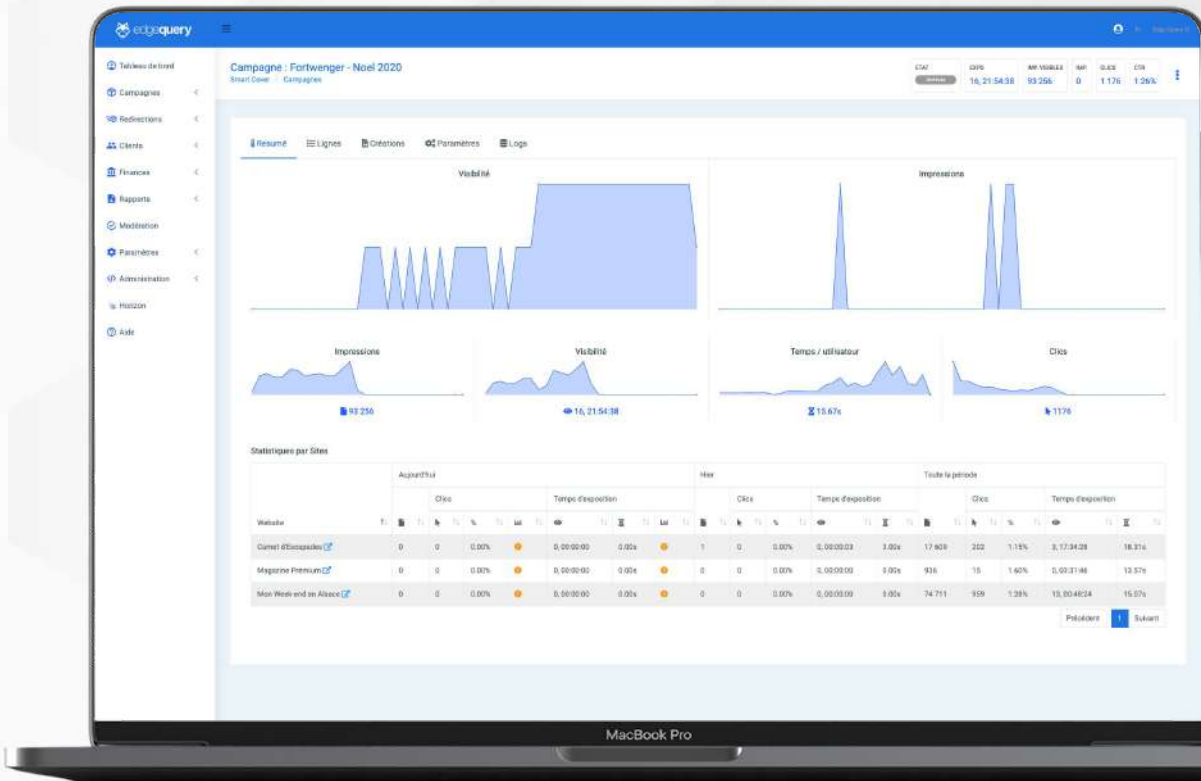 edgequery
Tableau de bord
Campagnes
Redirections
Clients
Finances
Rapports
Modération
Paramètres
Administration
Horizon
Aide
Campagne : Fortwenger - Noel 2020
Smart Cover Campagnes
ETAT
EXPO
16, 21:54:38
IMP. VISIBLES
93 256
IMP.
0
CLICS
1 176
CTR
1.26%
Résumé Lignes Créations Paramètres Logs
Visibilité
Impressions
Impressions
93 256
Visibilité
16, 21:54:38
Temps / utilisateur
15.67s
Clics
1176
Statistiques par Sites
Aujourd'hui Hier Toute la période
Clics Temps d'exposition Clics Temps d'exposition Clics Temps d'exposition
Website % % %
Carnet d'Escapades 0 0 0.00% 0, 00:00:00 0.00s 1 0 0.00% 0, 00:00:03 3.00s 17 609 202 1.15% 3, 17:34:28 18.31s
Magazine Premium 0 0 0.00% 0, 00:00:00 0.00s 0 0 0.00% 0, 00:00:00 0.00s 936 15 1.60% 0, 03:31:46 13.57s
Mon Week-end en Alsace 0 0 0.00% 0, 00:00:00 0.00s 0 0 0.00% 0, 00:00:00 0.00s 74 711 959 1.28% 13, 00:48:24 15.07s
Précédent 1 Suivant
MacBook Pro